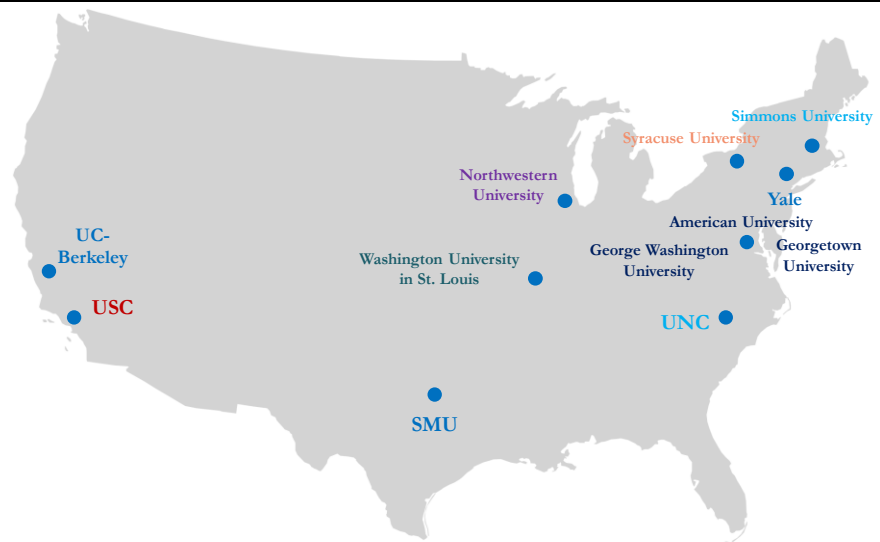 Simmons University
Syracuse University
Northwestern
University
Yale
American University
UC-
Berkeley
George Washington
University
Georgetown
University
Washington University
in St. Louis
USC
UNC
SMU